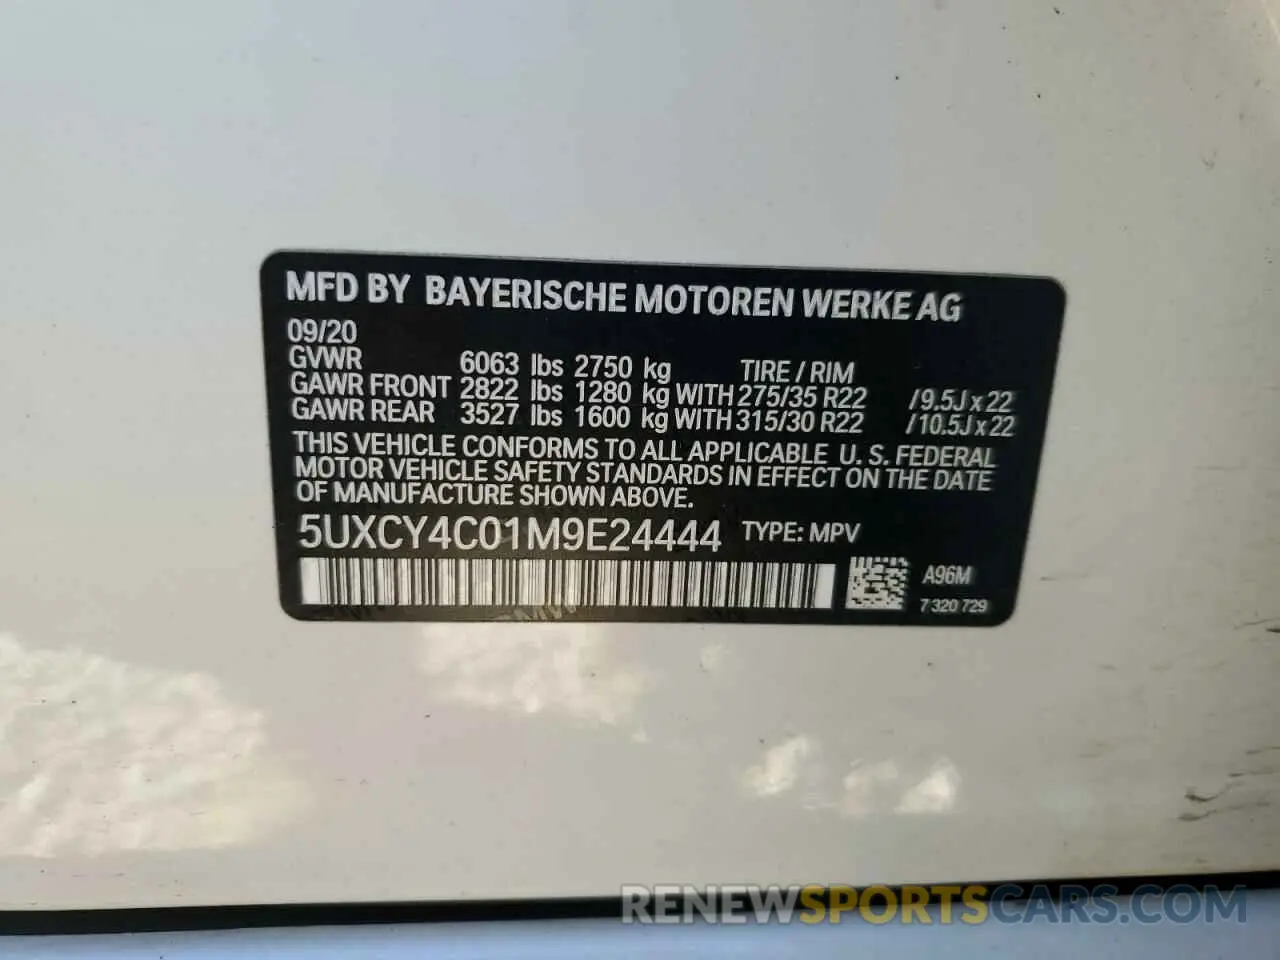 MFD BY BAYERISCHE MOTOREN WERKE AG
09/20
GVWR 6063 lbs 2750 kg TIRE / RIM
GAWR FRONT 2822 lbs 1280 kg WITH 275/35 R22 /9.5J x 22
GAWR REAR 3527 lbs 1600 kg WITH 315/30 R22 /10.5J x 22
THIS VEHICLE CONFORMS TO ALL APPLICABLE U. S. FEDERAL
MOTOR VEHICLE SAFETY STANDARDS IN EFFECT ON THE DATE
OF MANUFACTURE SHOWN ABOVE.
5UXCY4C01M9E24444 TYPE: MPV
A96M
7 320 729
RENEWSPORTSCARS.COM